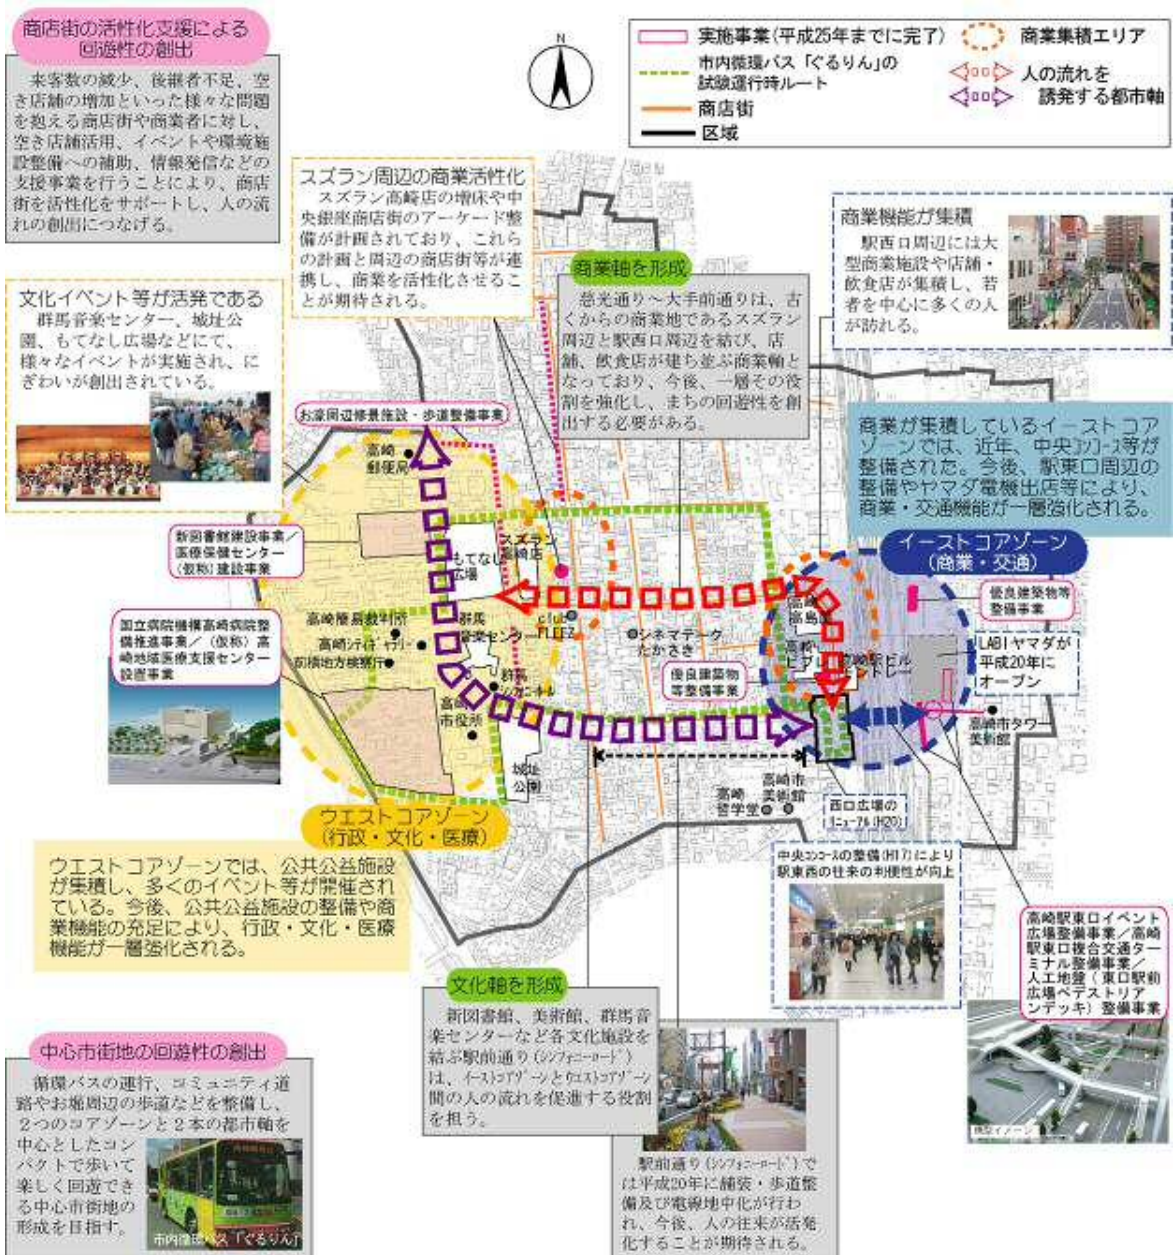 商店街の活性化支援による
回遊性の創出
来客数の減少、後継者不足、空
き店舗の増加といった様々な問題
を抱える商店街や商業者に対し、
空き店舗活用、イベントや環境施
設整備への補助、情報発信などの
支援事業を行うことにより、商店
街を活性化をサポートし、人の流
れの創出につなげる。
N
実施事業(平成25年までに完了)
市内循環バス「ぐるりん」の
試験運行時ルート
商店街
区域
商業集積エリア
人の流れを
誘発する都市軸
スズラン周辺の商業活性化
スズラン高崎店の増床や中
央銀座商店街のアーケード整
備が計画されており、これら
の計画と周辺の商店街等が連
携し、商業を活性化させるこ
とが期待される。
商業機能が集積
駅西口周辺には大
型商業施設や店舗・
飲食店が集積し、若
者を中心に多くの人
が訪れる。
商業軸を形成
慈光通り～大手前通りは、古
くからの商業地であるスズラン
周辺と駅西口周辺を結び、店
舗、飲食店が建ち並ぶ商業軸と
なっており、今後、一層その役
割を強化し、まちの回遊性を創
出する必要がある。
文化イベント等が活発である
群馬音楽センター、城址公
園、もてなし広場などにて、
様々なイベントが実施され、に
ぎわいが創出されている。
お濠周辺修景施設・歩道整備事業
商業が集積しているイーストコア
ゾーンでは、近年、中央ｺﾝｺｰｽ等が
整備された。今後、駅東口周辺の
整備やヤマダ電機出店等により、
商業・交通機能が一層強化される。
イーストコアゾーン
(商業・交通)
高崎
郵便局
新図書館建設事業／
医療保健センター
(仮称)建設事業
もてなし
広場
スズラン
高崎店
優良建築物等
整備事業
国立病院機構高崎病院整
備推進事業／(仮称)高
崎地域医療支援センター
設置事業
高崎簡易裁判所
高崎ｼﾃｨｷﾞｬﾗﾘｰ
前橋地方検察庁
群馬
音楽センター
club
FLEEZ
シネマテーク
たかさき
高崎
高島屋
優良建築物
等整備事業
LABIヤマダが
平成20年に
オープン
高崎市タワー
美術館
群馬
高崎
市役所
城址
公園
高崎市
美術館
高崎
哲学堂
西口広場の
ﾘﾆｭｰｱﾙ(H20)
ウエストコアゾーン
(行政・文化・医療)
ウエストコアゾーンでは、公共公益施設
が集積し、多くのイベント等が開催され
ている。今後、公共公益施設の整備や商
業機能の充足により、行政・文化・医療
機能が一層強化される。
中央ｺﾝｺｰｽの整備(H17)により
駅東西の往来の利便性が向上
高崎駅東口イベント
広場整備事業／高崎
駅東口複合交通ター
ミナル整備事業／
人工地盤（東口駅前
広場ペデストリア
ンデッキ）整備事業
文化軸を形成
新図書館、美術館、群馬音
楽センターなど各文化施設を
結ぶ駅前通り(ｼﾝﾌｫﾆｰﾛｰﾄﾞ)
は、ｲｰｽﾄｺｱｿﾞｰﾝとｳｴｽﾄｺｱｿﾞｰﾝ
間の人の流れを促進する役割
を担う。
中心市街地の回遊性の創出
循環バスの運行、コミュニティ道
路やお堀周辺の歩道などを整備し、
2つのコアゾーンと2本の都市軸を
中心としたコン
パクトで歩いて
楽しく回遊でき
る中心市街地の
形成を目指す。
市内循環バス「ぐるりん」
駅前通り(ｼﾝﾌｫﾆｰﾛｰﾄﾞ)で
は平成20年に舗装・歩道整
備及び電線地中化が行わ
れ、今後、人の往来が活発
化することが期待される。